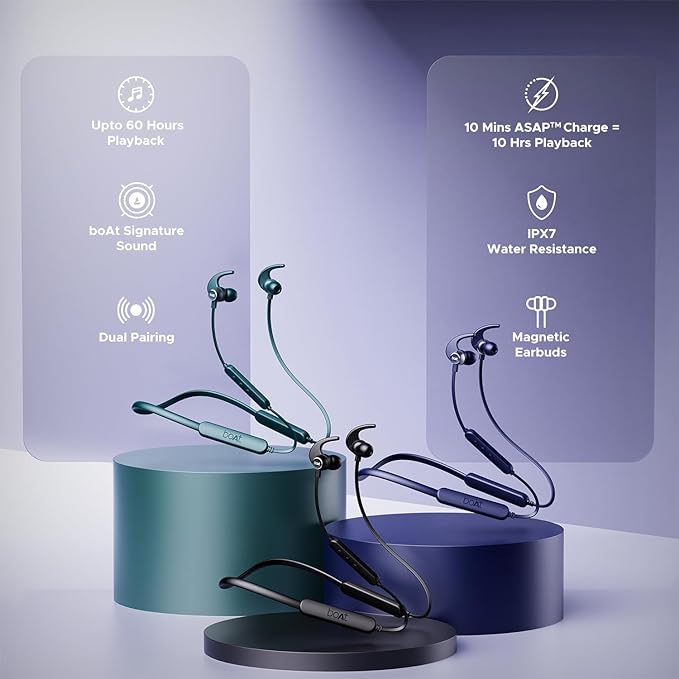 Upto 60 Hours
Playback
boAt Signature
Sound
Dual Pairing
10 Mins ASAP™ Charge =
10 Hrs Playback
IPX7
Water Resistance
Magnetic
Earbuds
boAt
boAt
boAt